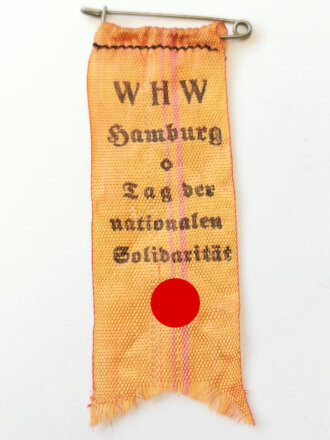 WHW
Hamburg
o
Tag der
nationalen
Solidarität